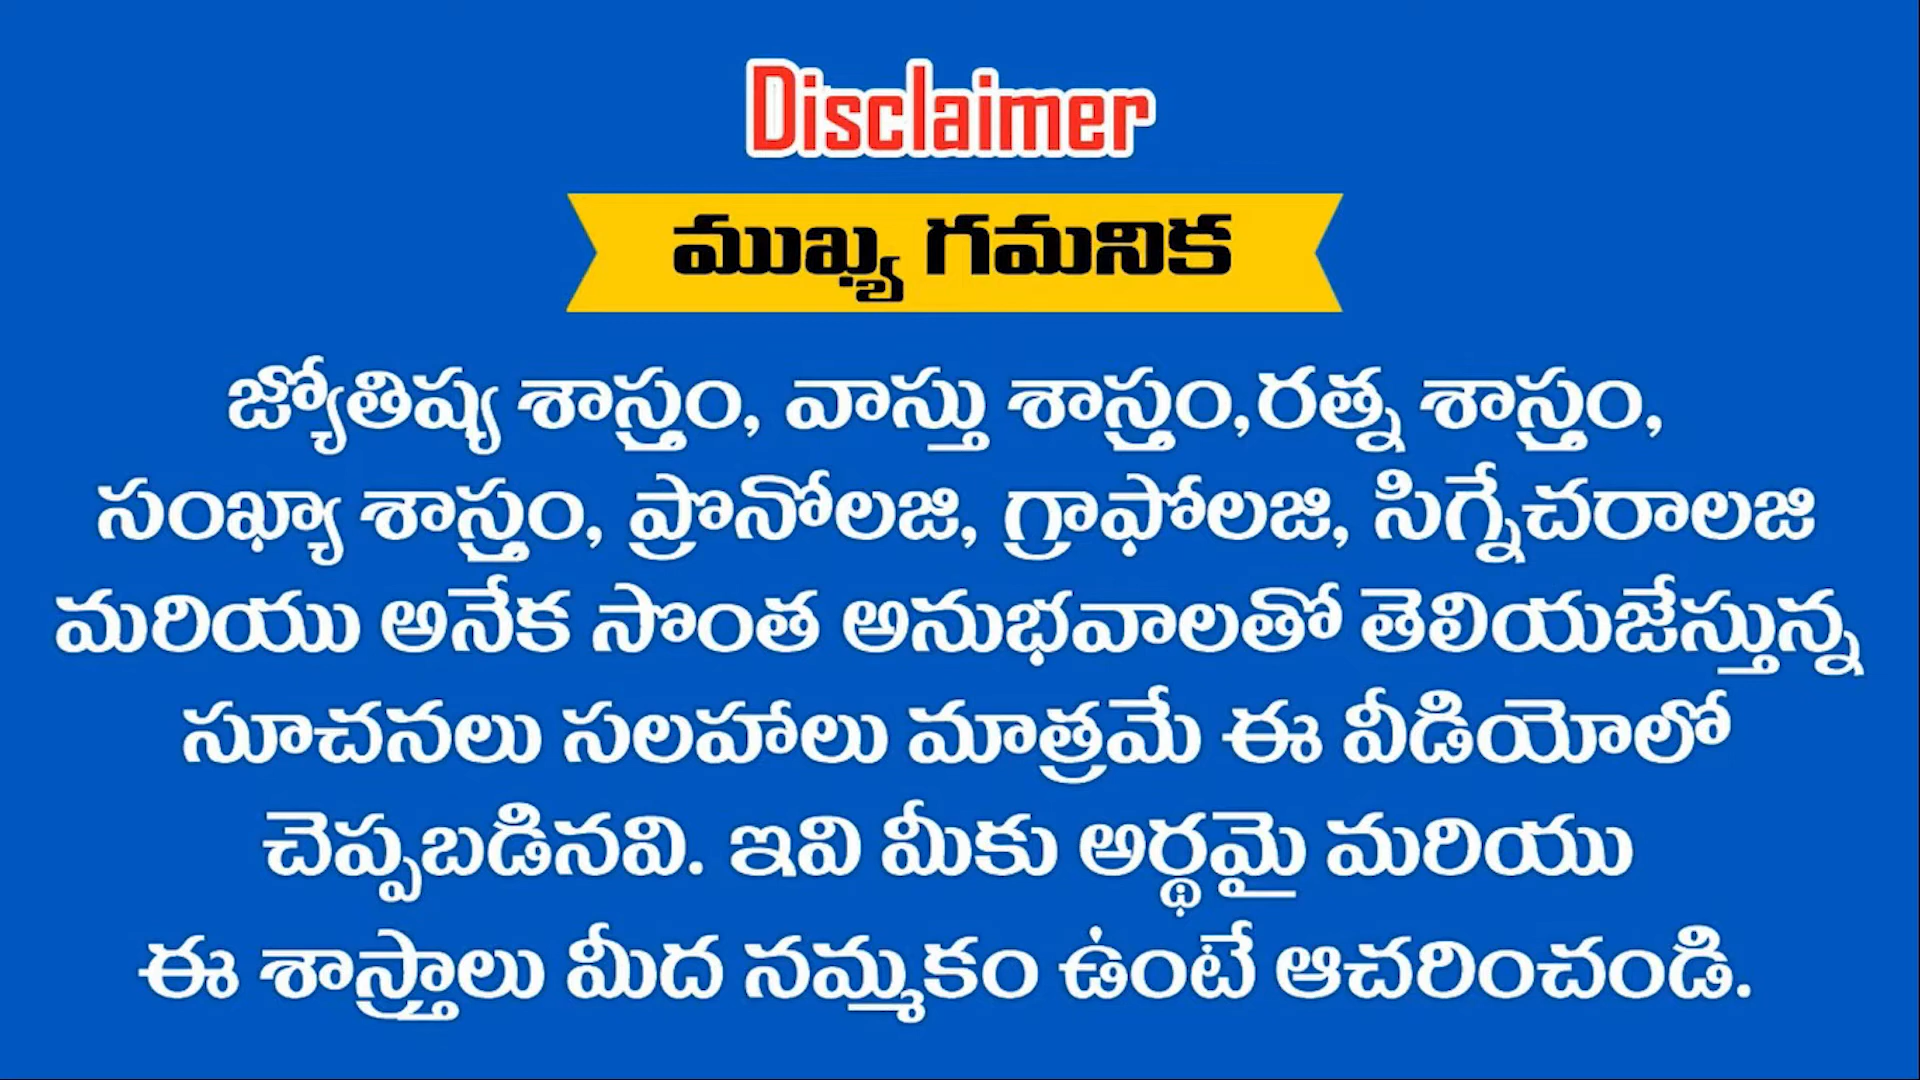 Disclaimer
ముఖ్య గమనిక
జ్యోతిష్య శాస్త్రం, వాస్తు శాస్త్రం,రత్న శాస్త్రం,
సంఖ్యా శాస్త్రం, ప్రొనోలజి, గ్రాఫోలజి, సిగ్నేచరాలజి
మరియు అనేక సొంత అనుభవాలతో తెలియజేస్తున్న
సూచనలు సలహాలు మాత్రమే ఈ వీడియోలో
చెప్పబడినవి. ఇవి మీకు అర్థమై మరియు
ఈ శాస్త్రాలు మీద నమ్మకం ఉంటే ఆచరించండి.